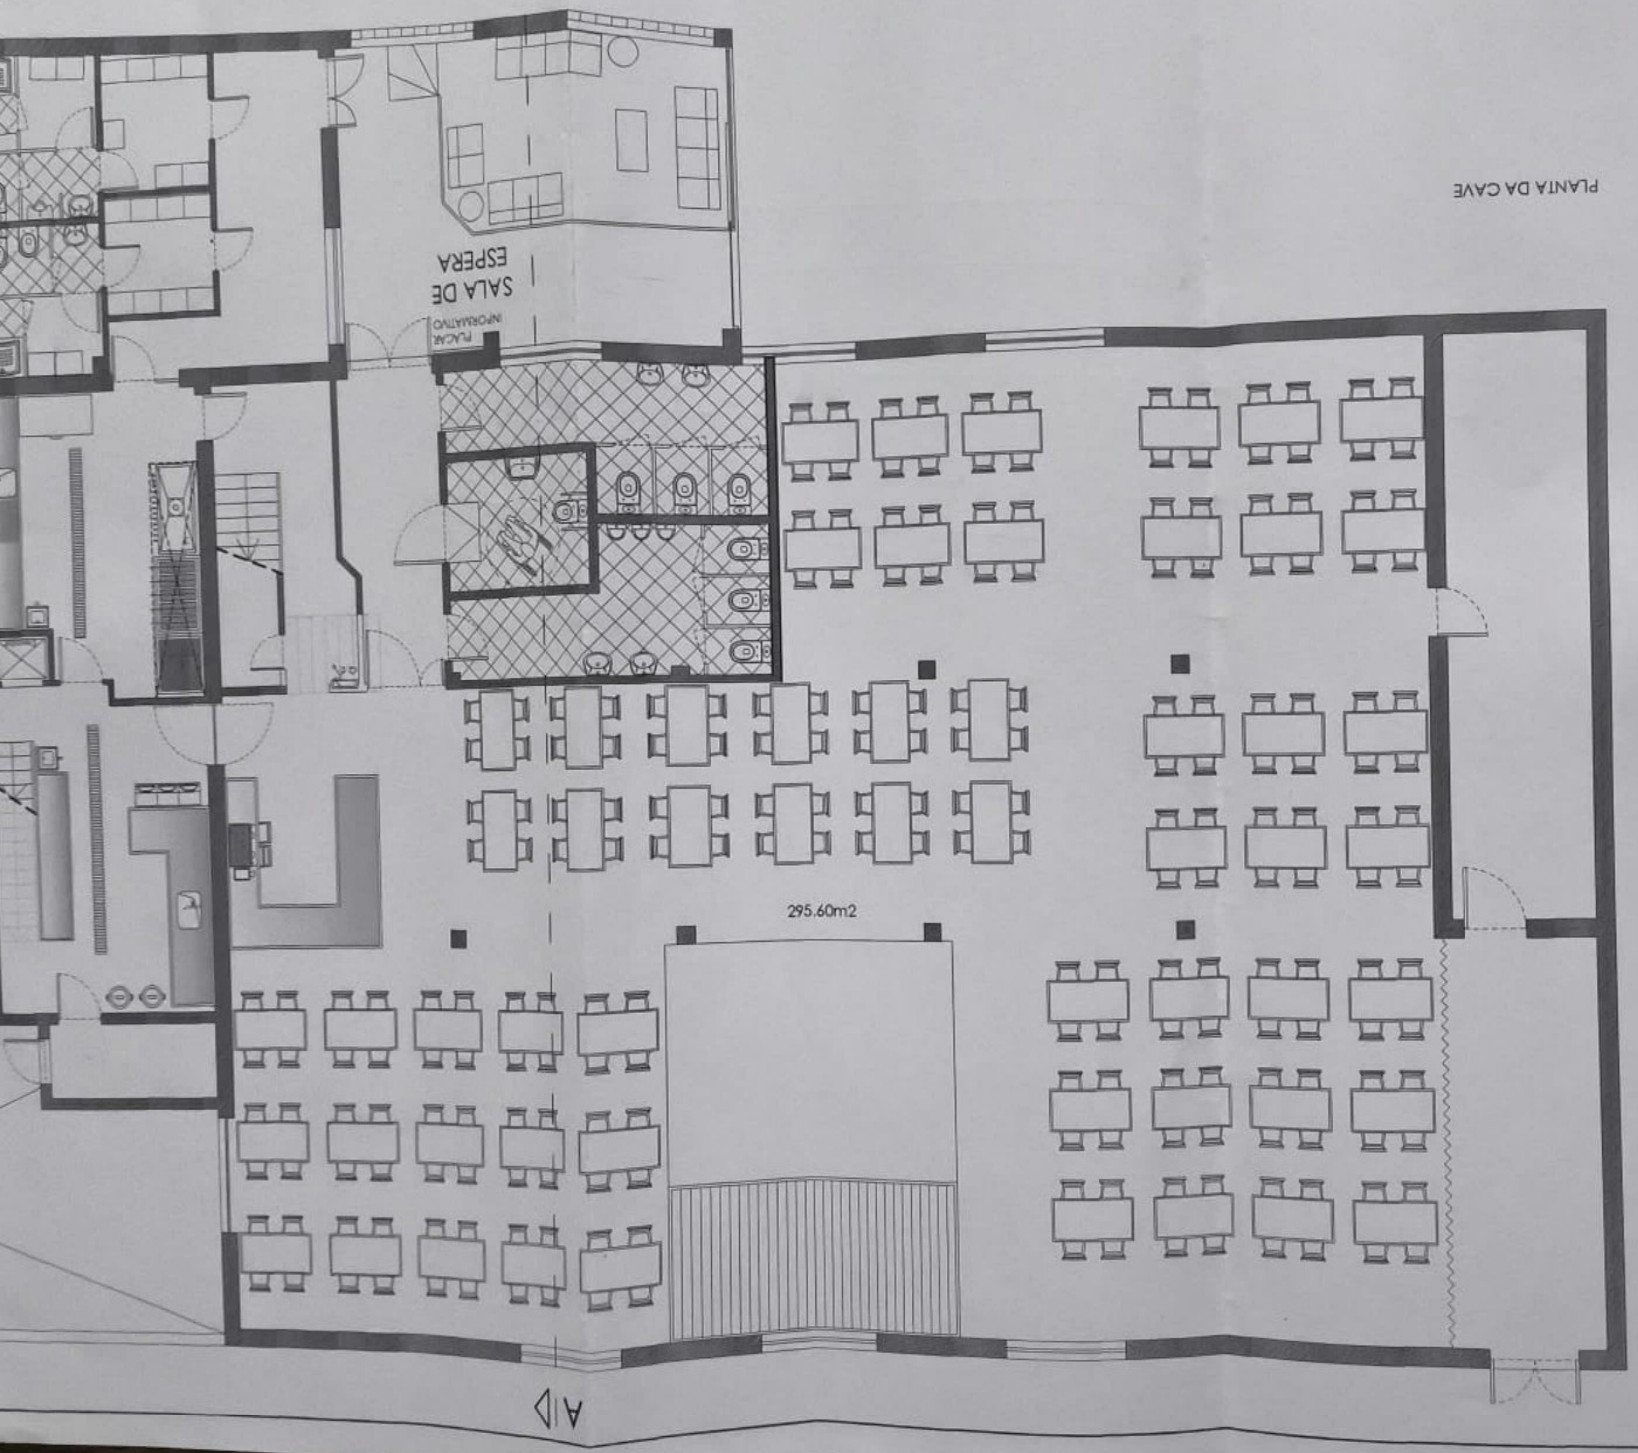 PLANTA DA CAVE
SALA DE
ESPERA
PLACAR
INFORMATIVO
295.60m2
A